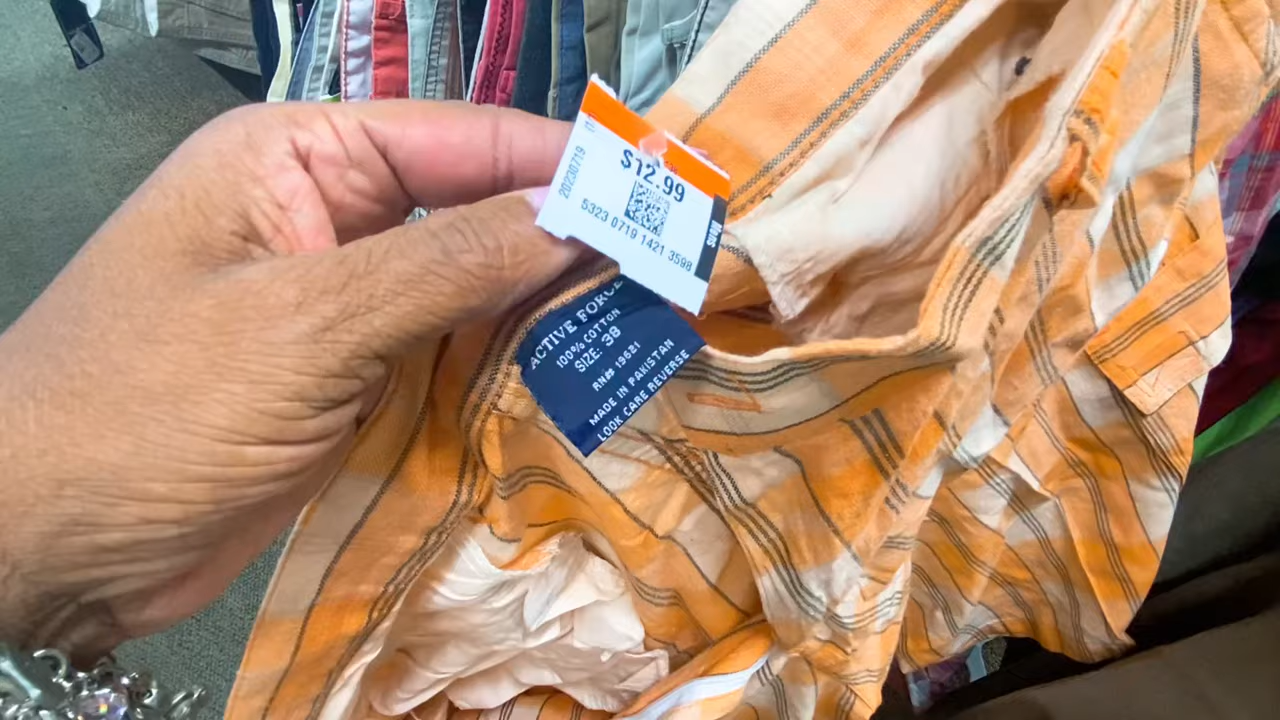 $12.99
20230719
5323 0719 1421 3598
ACTIVE FORCE
100% COTTON
SIZE: 38
RN# 19621
MADE IN PAKISTAN
LOOK CARE REVERSE